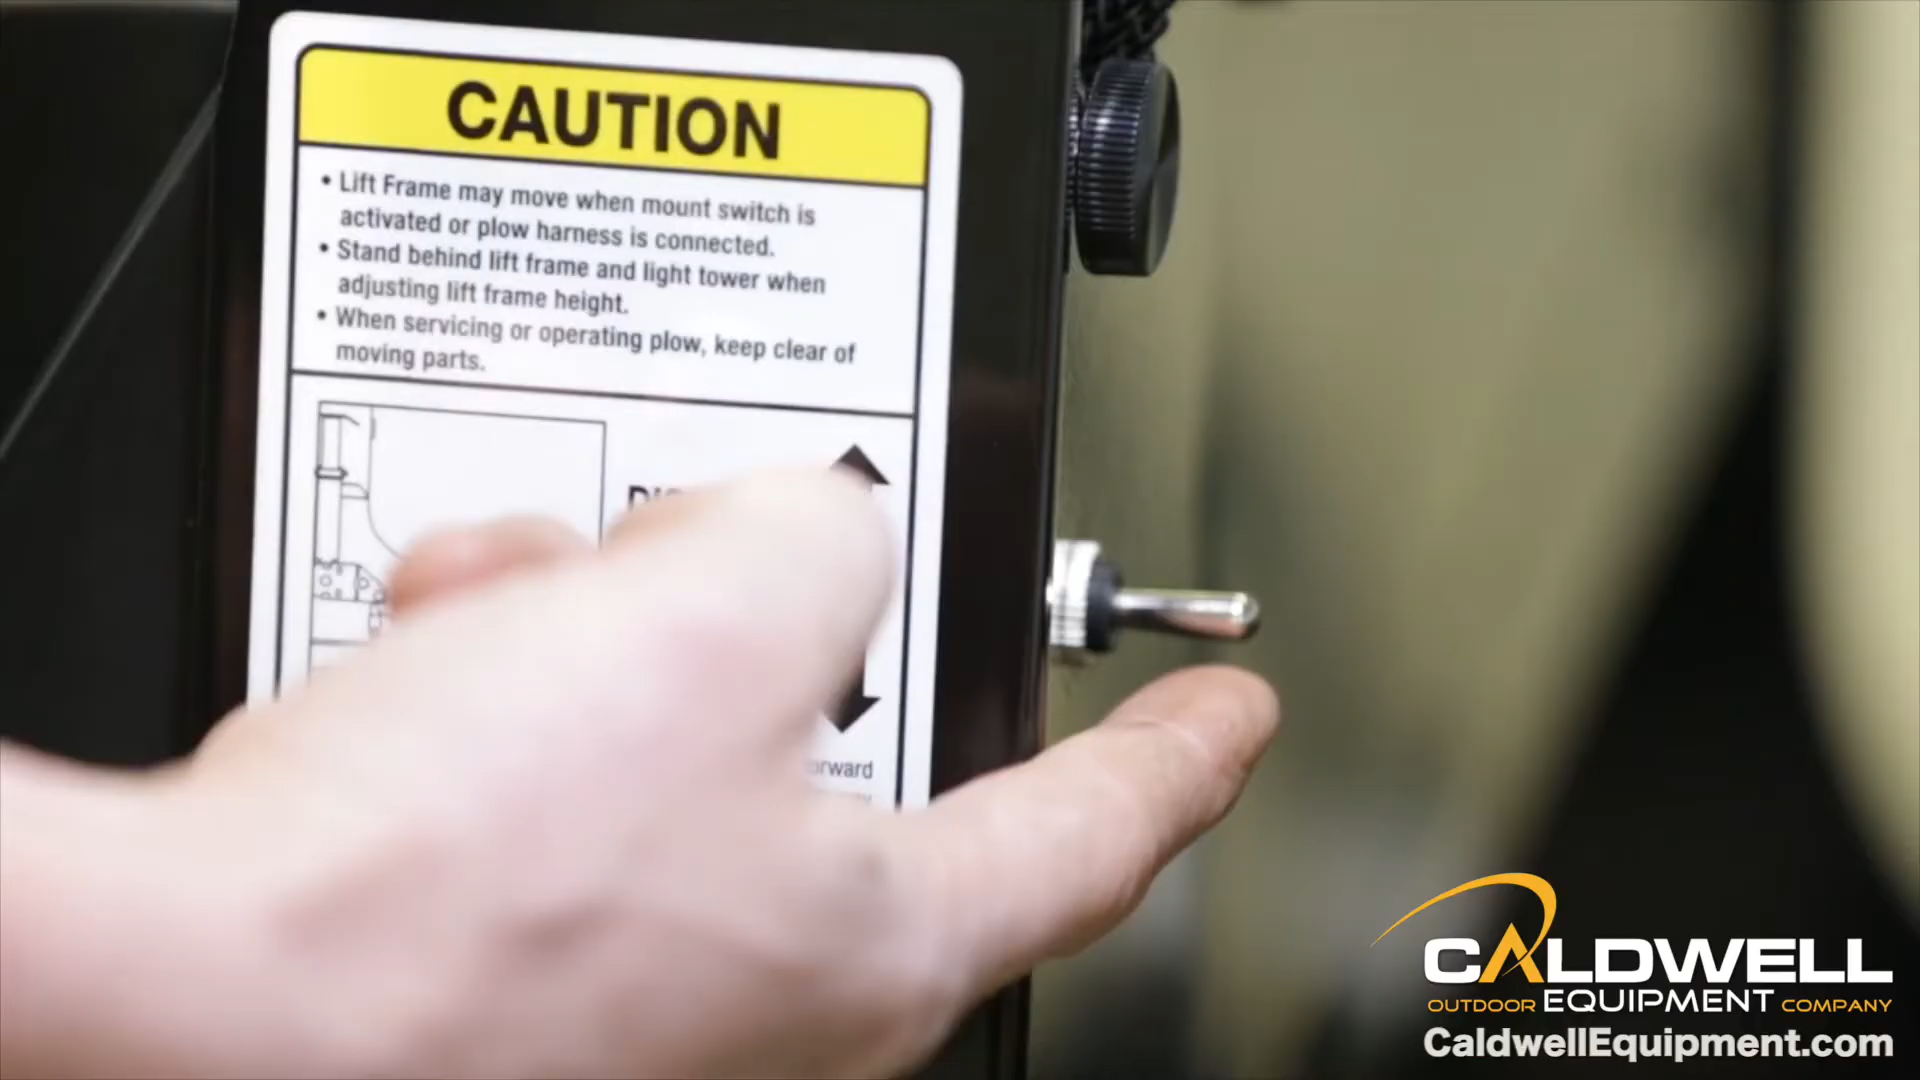 CAUTION
• Lift Frame may move when mount switch is
activated or plow harness is connected.
• Stand behind lift frame and light tower when
adjusting lift frame height.
• When servicing or operating plow, keep clear of
moving parts.
CALDWELL
OUTDOOR EQUIPMENT COMPANY
CaldwellEquipment.com